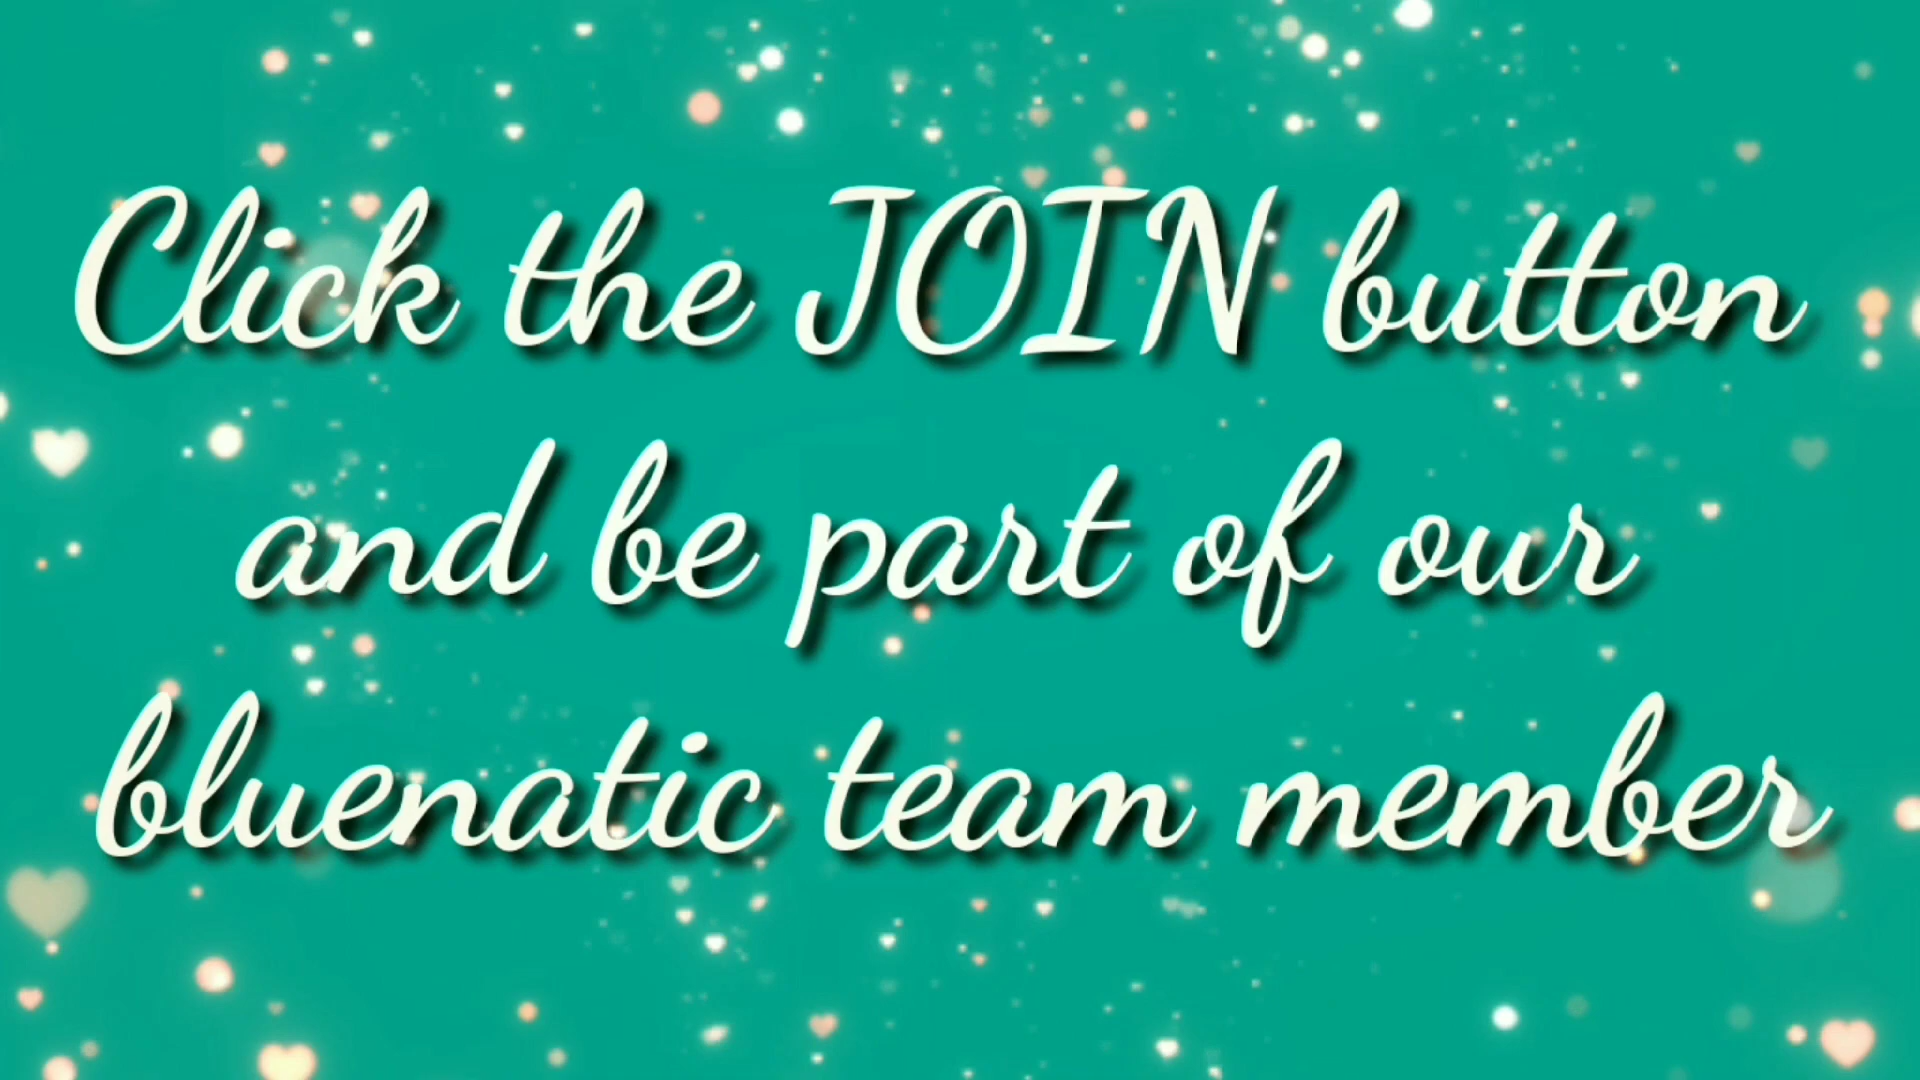 Click the JOIN button
and be part of our
bluenatic team member